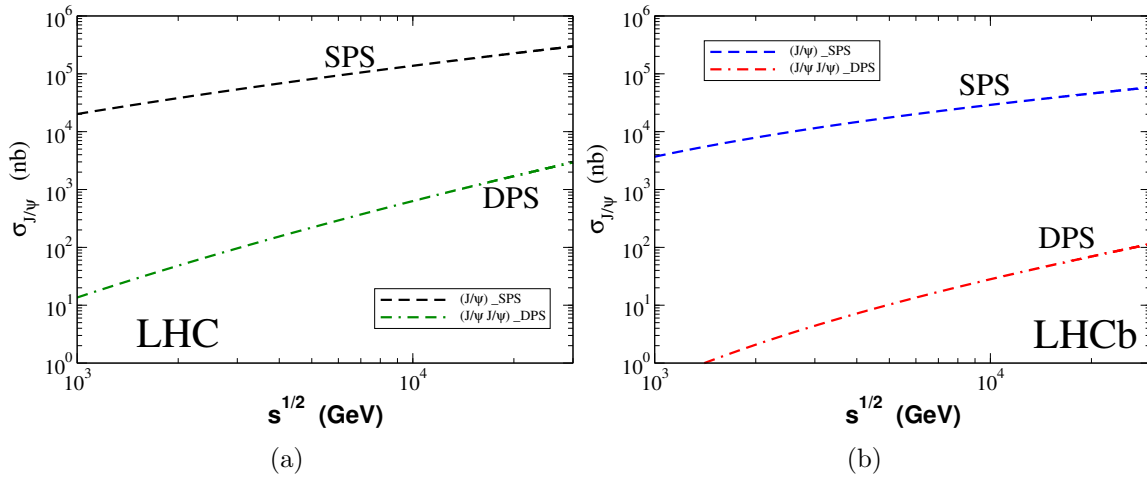 10^6
10^5
10^4
10^3
10^2
10^1
10^0
σ_J/ψ (nb)
SPS
DPS
(J/ψ) _SPS
(J/ψ J/ψ) _DPS
LHC
10^3
10^4
s^1/2 (GeV)
(a)
10^6
10^5
10^4
10^3
10^2
10^1
10^0
σ_J/ψ (nb)
(J/ψ) _SPS
(J/ψ J/ψ) _DPS
SPS
DPS
LHCb
10^3
10^4
s^1/2 (GeV)
(b)